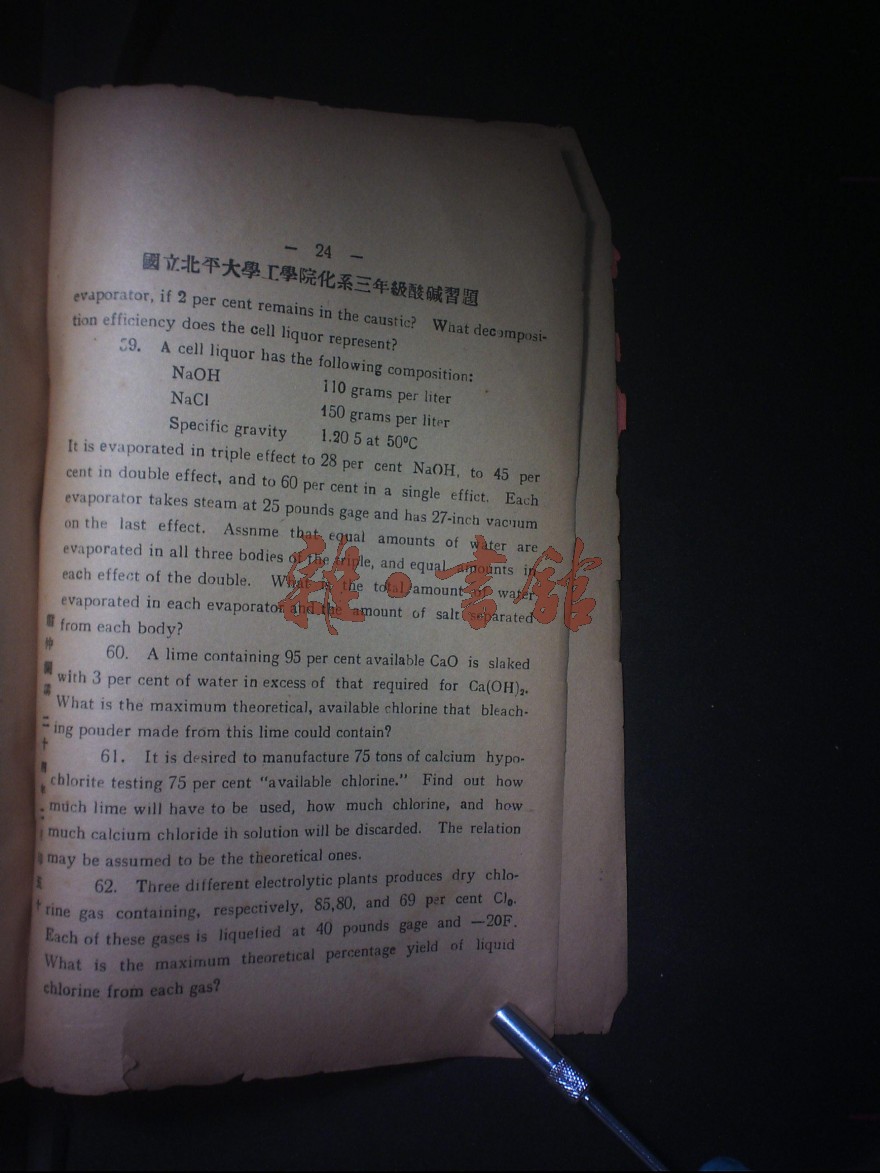 — 24 —
國立北平大學工學院化系三年級酸碱習題
evaporator, if 2 per cent remains in the caustic? What decomposi-
tion efficiency does the cell liquor represent?
59. A cell liquor has the following composition:
NaOH 110 grams per liter
NaCl 150 grams per liter
Specific gravity 1.20 5 at 50ºC
It is evaporated in triple effect to 28 per cent NaOH, to 45 per
cent in double effect, and to 60 per cent in a single effict. Each
evaporator takes steam at 25 pounds gage and has 27-inch vacuum
on the last effect. Assnme that equal amounts of water are
evaporated in all three bodies of the triple, and equal amounts in
each effect of the double. What is the total amount of water
evaporated in each evaporator and the amount of salt separated
from each body?
60. A lime containing 95 per cent available CaO is slaked
with 3 per cent of water in excess of that required for Ca(OH)₂.
What is the maximum theoretical, available chlorine that bleach-
ing pouder made from this lime could contain?
61. It is desired to manufacture 75 tons of calcium hypo-
chlorite testing 75 per cent “available chlorine.” Find out how
much lime will have to be used, how much chlorine, and how
much calcium chloride ih solution will be discarded. The relation
may be assumed to be the theoretical ones.
62. Three different electrolytic plants produces dry chlo-
rine gas containing, respectively, 85,80, and 69 per cent
Each of these gases is liquefied at 40 pounds gage and —20F.
What is the maximum theoretical percentage yield of liquid
chlorine from each gas?
雜·書館